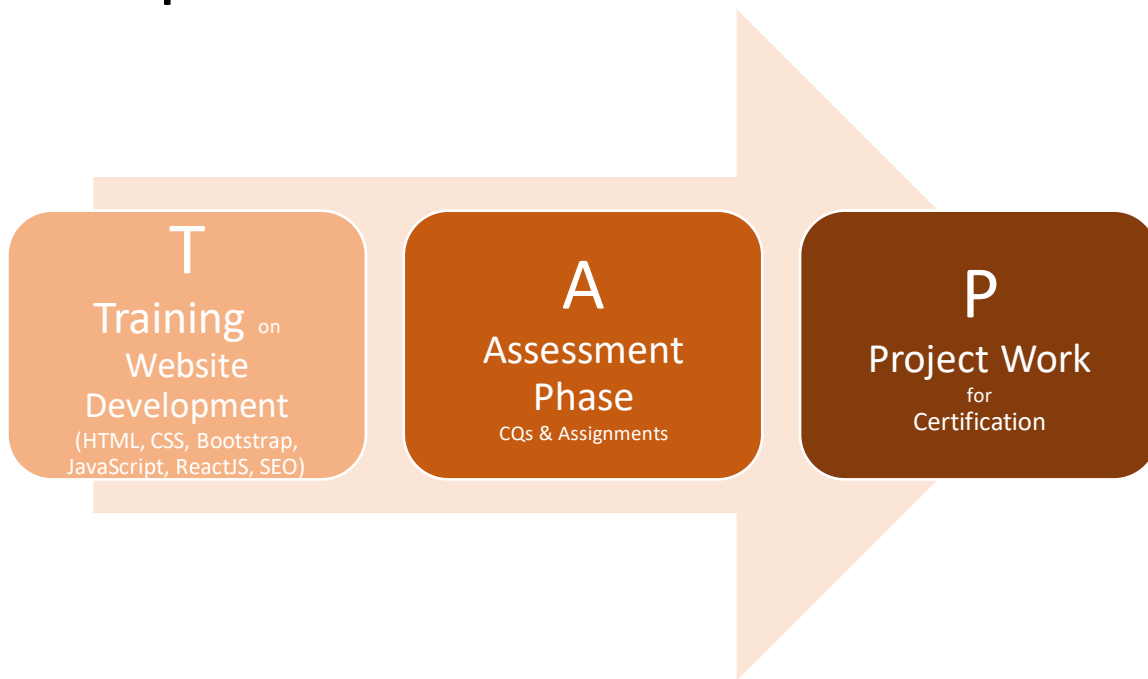 T
Training on
Website
Development
(HTML, CSS, Bootstrap,
JavaScript, ReactJS, SEO)
A
Assessment
Phase
CQs & Assignments
P
Project Work
for
Certification